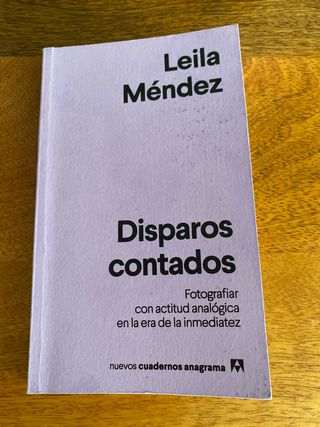 Leila
Méndez
Disparos
contados
Fotografiar
con actitud analógica
en la era de la inmediatez
nuevos cuadernos anagrama